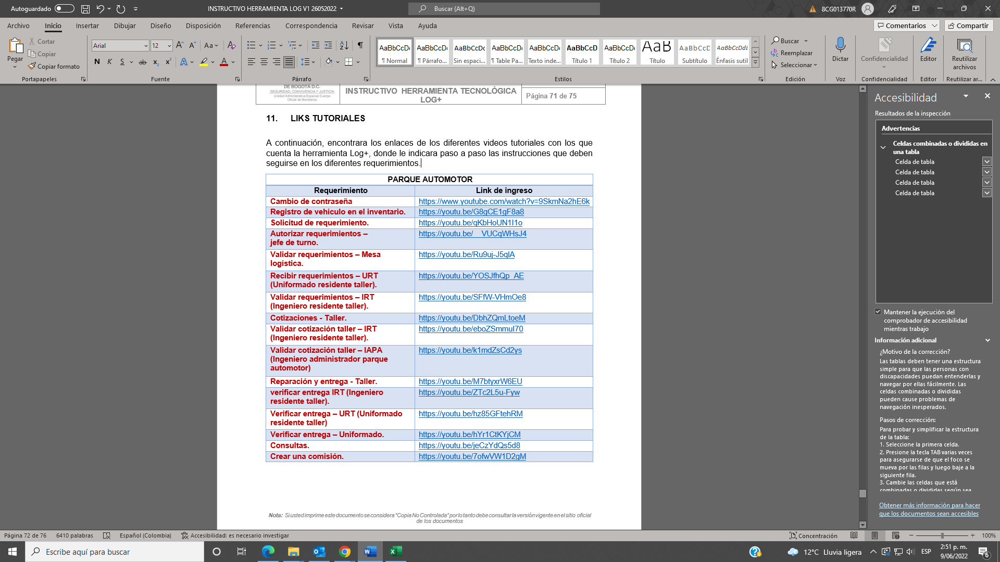 Autoguardado
INSTRUCTIVO HERRAMIENTA LOG V1 26052022
Buscar (Alt+Q)
8CG013770R
Archivo Inicio Insertar Dibujar Diseño Disposición Referencias Correspondencia Revisar Vista Ayuda
Comentarios Compartir
Pegar
Cortar
Copiar
Copiar formato
Portapapeles
Arial 12
Fuente
Párrafo
AaBbCcDc AaBbCcDc AaBbCcDc AaBbCcDc AaBbCcDc AaBbCcD AaBbCcDc AaB AaBbCcD AaBbCcDdE
¶ Normal ¶ Párrafo... Sin espaci... ¶ Table Pa... Texto inde... Título 1 Título 2 Título Subtítulo Énfasis sutil
Estilos
Buscar
Reemplazar
Seleccionar
Edición
Dictar
Voz
Confidencialidad
Confidencialidad
Editor
Editor
Reutilizar
archivos
Reutilizar ar...
DE BOGOTÁ D.C.
SEGURIDAD, CONVIVENCIA Y JUSTICIA
Unidad Administrativa Especial Cuerpo
Oficial de Bomberos
INSTRUCTIVO HERRAMIENTA TECNOLÓGICA
LOG+
Página 71 de 75
11. LIKS TUTORIALES
A continuación, encontrara los enlaces de los diferentes videos tutoriales con los que
cuenta la herramienta Log+, donde le indicara paso a paso las instrucciones que deben
seguirse en los diferentes requerimientos.
PARQUE AUTOMOTOR
Requerimiento Link de ingreso
Cambio de contraseña https://www.youtube.com/watch?v=9SkmNa2hE6k
Registro de vehículo en el inventario. https://youtu.be/G8gCE1gF8a8
Solicitud de requerimiento. https://youtu.be/qKbHoUN1I1o
Autorizar requerimientos – https://youtu.be/__VUCqWHsJ4
jefe de turno.
Validar requerimientos – Mesa https://youtu.be/Ru9uj-J5qlA
logística.
Recibir requerimientos – URT https://youtu.be/YOSJfhQp_AE
(Uniformado residente taller).
Validar requerimientos – IRT https://youtu.be/SFfW-VHmOe8
(Ingeniero residente taller).
Cotizaciones - Taller. https://youtu.be/DbhZQmLtoeM
Validar cotización taller – IRT https://youtu.be/eboZSmmuI70
(Ingeniero residente taller).
Validar cotización taller – IAPA https://youtu.be/k1mdZsCd2ys
(Ingeniero administrador parque
automotor)
Reparación y entrega - Taller. https://youtu.be/M7btyxrW6EU
verificar entrega IRT (Ingeniero https://youtu.be/ZTc2L5u-Fyw
residente taller).
Verificar entrega – URT (Uniformado https://youtu.be/hz85GFtehRM
residente taller)
Verificar entrega – Uniformado. https://youtu.be/hYr1CtKYjCM
Consultas. https://youtu.be/jeCzYdQs5d8
Crear una comisión. https://youtu.be/7ofwVW1D2gM
Nota: Si usted imprime este documento se considera "Copia No Controlada" por lo tanto debe consultar la versión vigente en el sitio oficial
de los documentos
Accesibilidad
Resultados de la inspección
Advertencias
Celdas combinadas o divididas en
una tabla
Celda de tabla
Celda de tabla
Celda de tabla
Celda de tabla
Mantener la ejecución del
comprobador de accesibilidad
mientras trabajo
Información adicional
¿Motivo de la corrección?
Las tablas deben tener una estructura
simple para que las personas con
discapacidades puedan entenderlas y
navegar por ellas fácilmente. Las
celdas combinadas o divididas
pueden cause problemas de
navegación inesperados.
Pasos de corrección:
Para probar y simplificar la estructura
de la tabla:
1. Seleccione la primera celda.
2. Presione la tecla TAB varias veces
para asegurarse de que el foco se
mueva por las filas y luego baje a la
siguiente fila.
3. Cambie las celdas que está
combinadas o divididas según sea
Obtener más información para hacer
que los documentos sean accesibles
Página 72 de 76 6410 palabras Español (Colombia) Accesibilidad: es necesario investigar
Concentración 100%
Escribe aquí para buscar
12°C Lluvia ligera
ESP
2:51 p. m.
9/06/2022
6